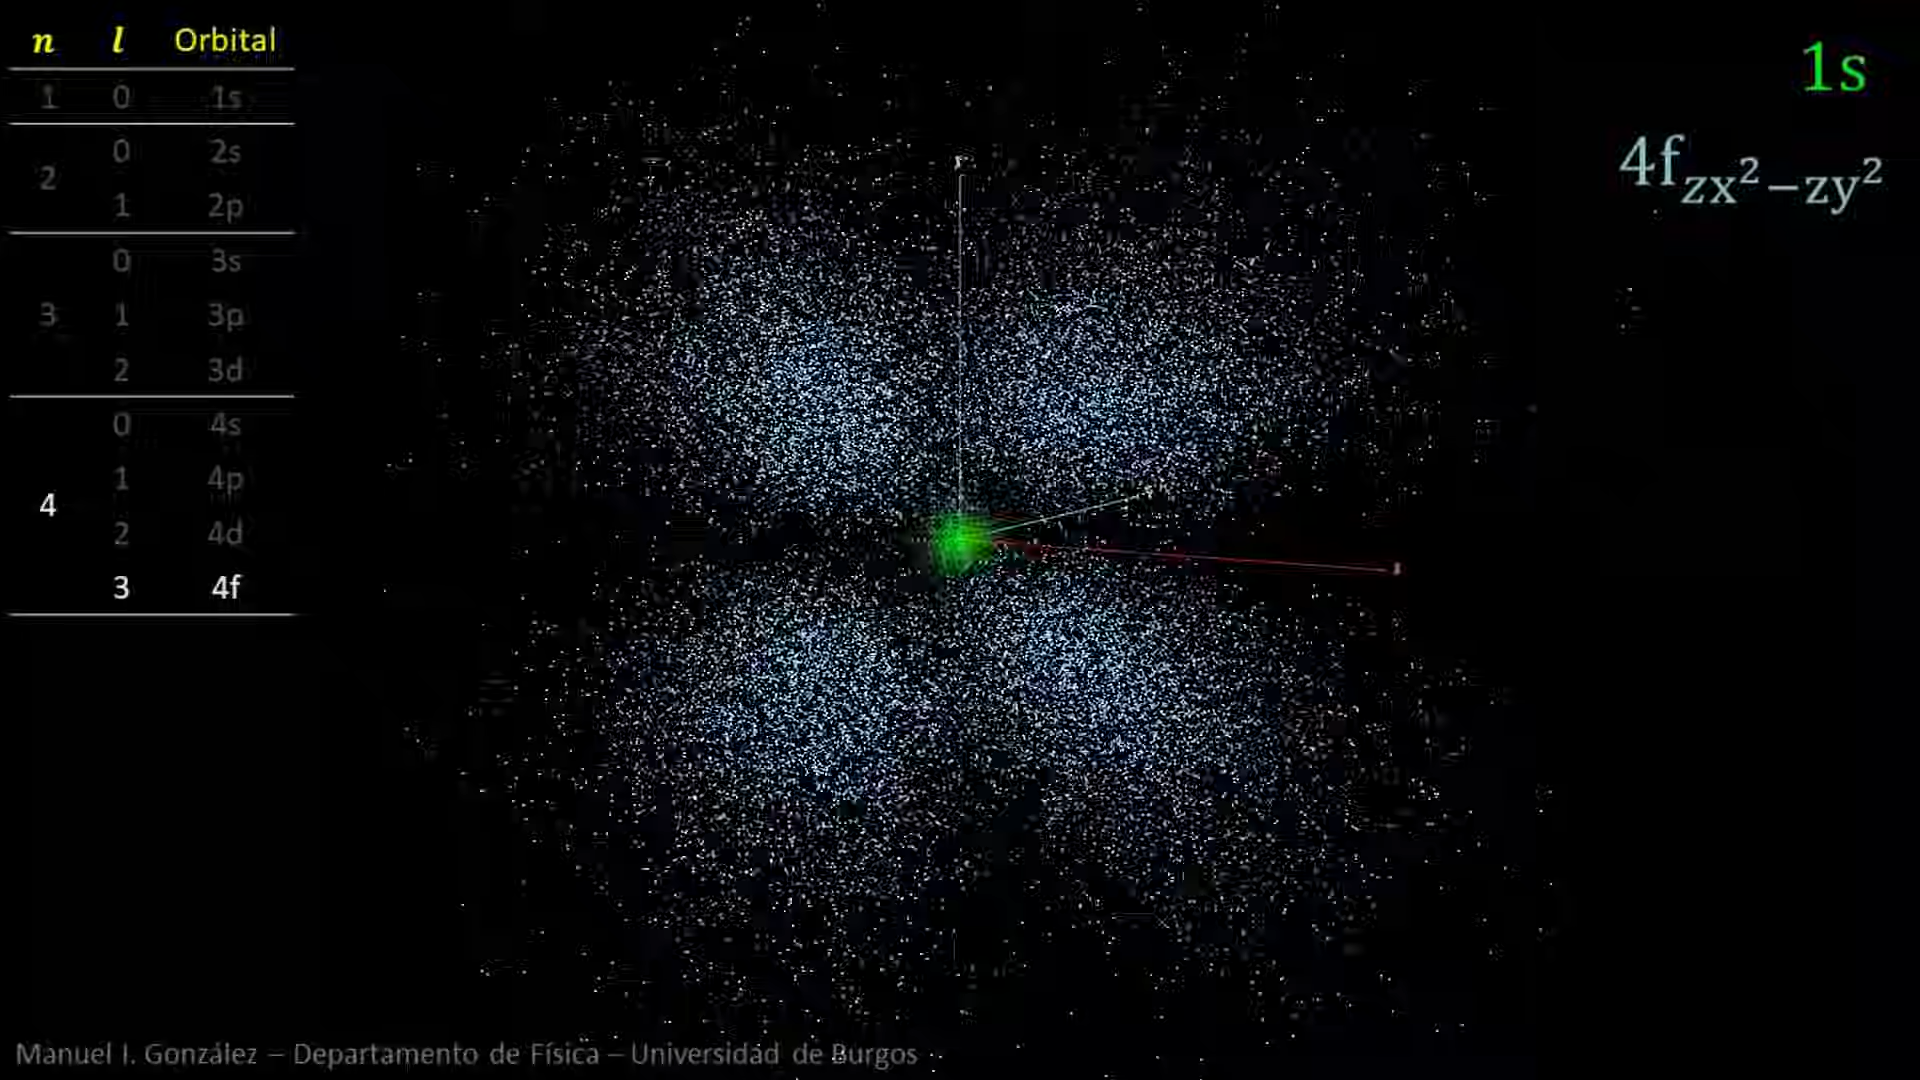 n l Orbital
1 0 1s
0 2s
2
1 2p
0 3s
3 1 3p
2 3d
0 4s
1 4p
4
2 4d
3 4f
1s
4f_{zx²−zy²}
Manuel I. González – Departamento de Física – Universidad de Burgos